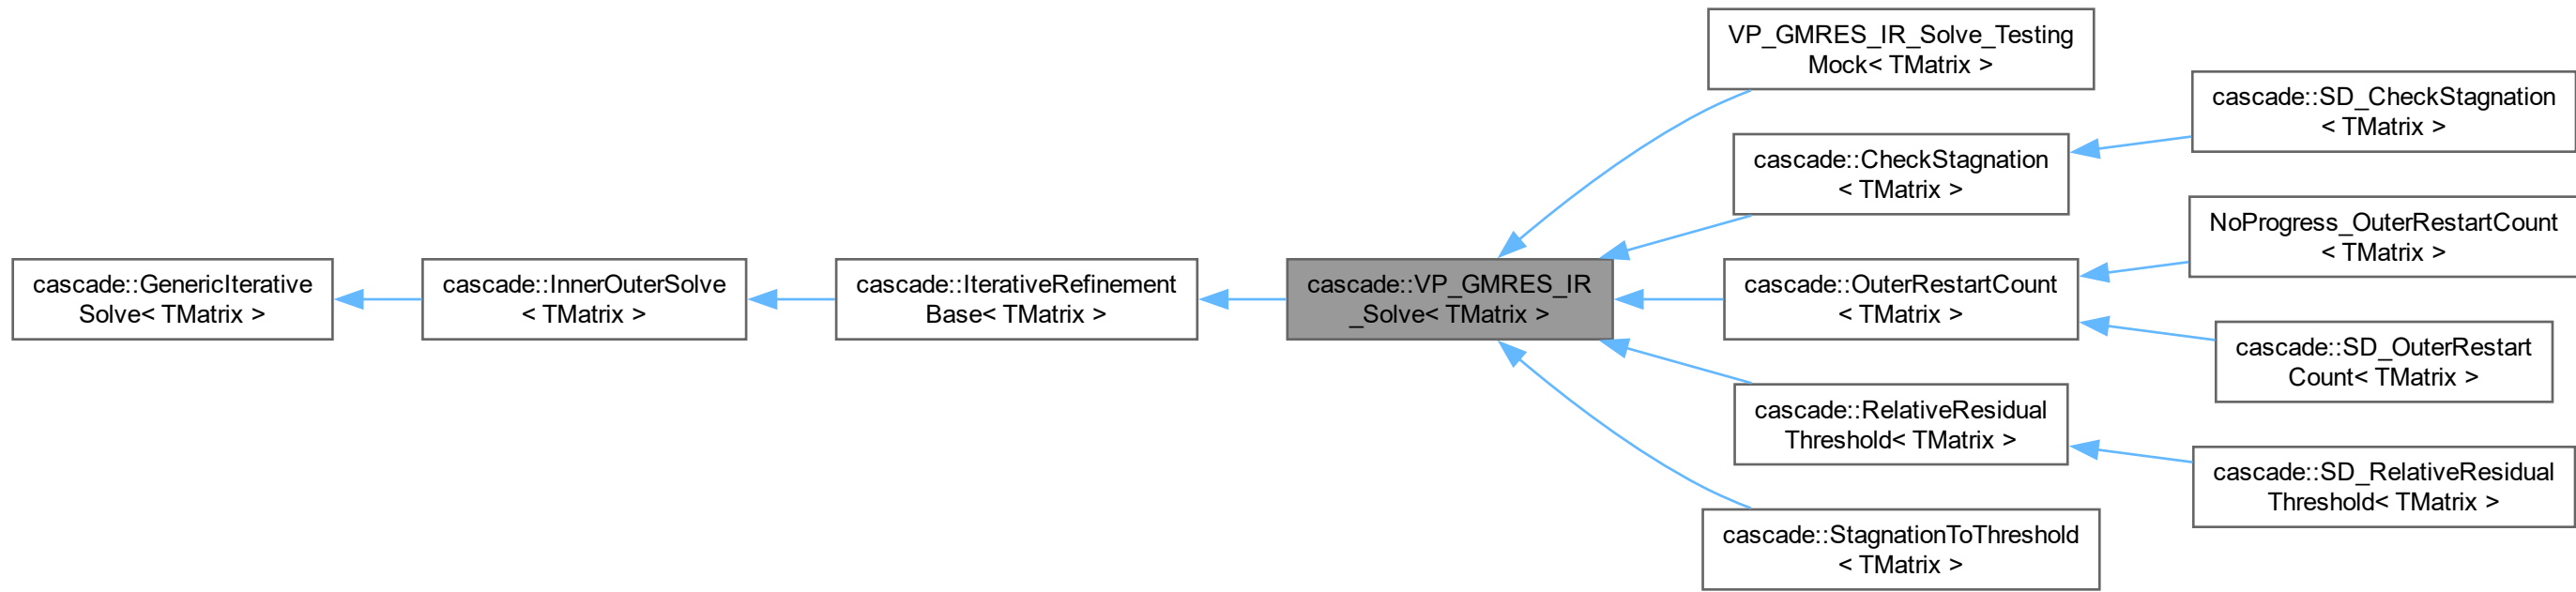 cascade::GenericIterative
Solve< TMatrix >
cascade::InnerOuterSolve
< TMatrix >
cascade::IterativeRefinement
Base< TMatrix >
cascade::VP_GMRES_IR
_Solve< TMatrix >
VP_GMRES_IR_Solve_Testing
Mock< TMatrix >
cascade::CheckStagnation
< TMatrix >
cascade::SD_CheckStagnation
< TMatrix >
cascade::OuterRestartCount
< TMatrix >
NoProgress_OuterRestartCount
< TMatrix >
cascade::SD_OuterRestart
Count< TMatrix >
cascade::RelativeResidual
Threshold< TMatrix >
cascade::SD_RelativeResidual
Threshold< TMatrix >
cascade::StagnationToThreshold
< TMatrix >